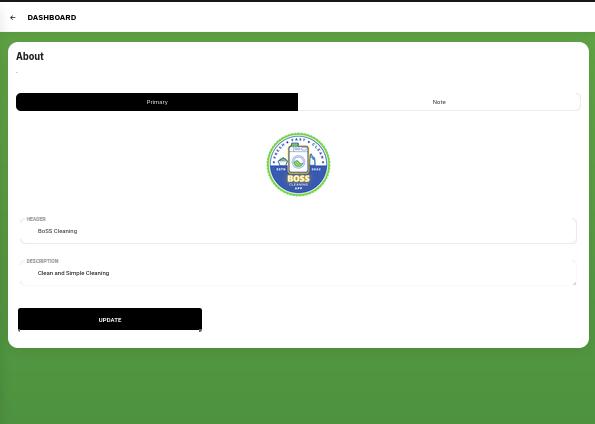 ← DASHBOARD
About
-
Primary
Note
FRESH • FAST • CLEAN
ESTD 2023
BOSS
CLEANING
APP
HEADER
BoSS Cleaning
DESCRIPTION
Clean and Simple Cleaning
UPDATE